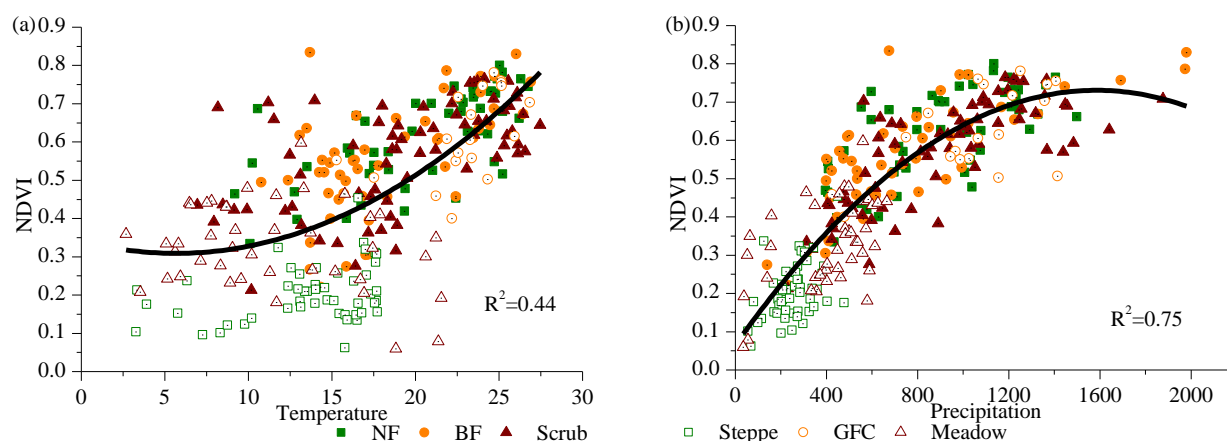 (a)
0.9
0.8
0.7
0.6
0.5
0.4
0.3
0.2
0.1
0.0
NDVI
R²=0.44
0 5 10 15 20 25 30
Temperature
(b)
0.9
0.8
0.7
0.6
0.5
0.4
0.3
0.2
0.1
0.0
NDVI
R²=0.75
0 400 800 1200 1600 2000
Precipitation
NF BF Scrub Steppe GFC Meadow